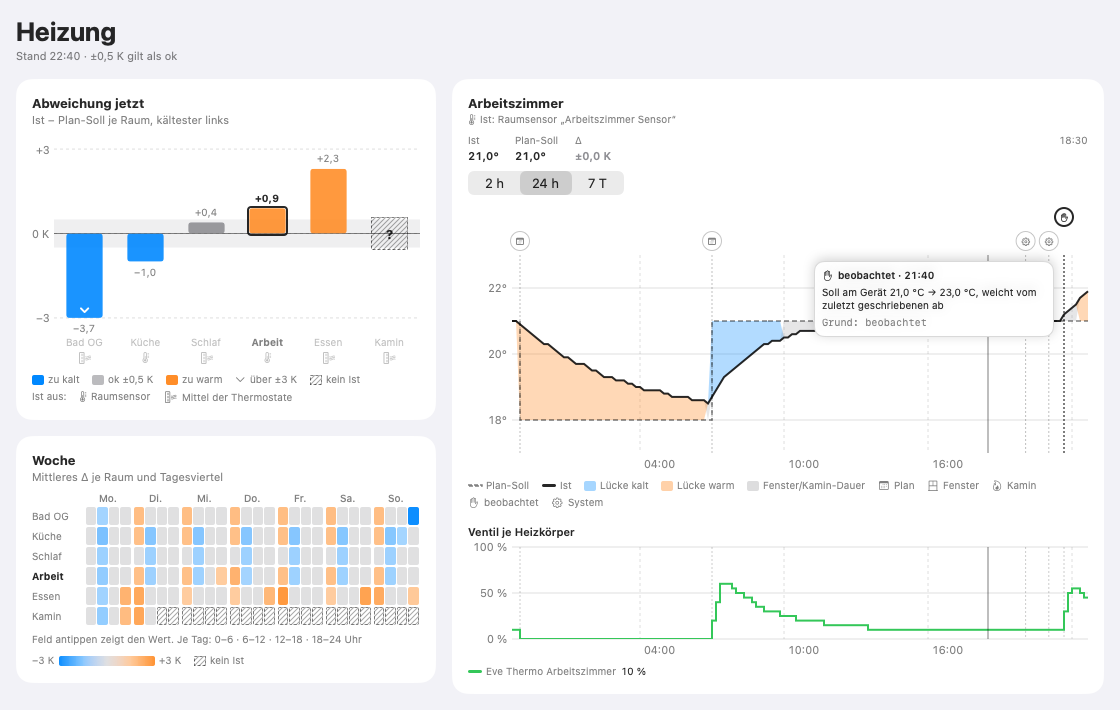 Heizung
Stand 22:40 · ±0,5 K gilt als ok
Abweichung jetzt
Ist – Plan-Soll je Raum, kältester links
+3
0 K
−3
−3,7
−1,0
+0,4
+0,9
+2,3
?
Bad OG
Küche
Schlaf
Arbeit
Essen
Kamin
zu kalt
ok ±0,5 K
zu warm
über ±3 K
kein Ist
Ist aus:
Raumsensor
Mittel der Thermostate
Woche
Mittleres Δ je Raum und Tagesviertel
Mo. Di. Mi. Do. Fr. Sa. So.
Bad OG
Küche
Schlaf
Arbeit
Essen
Kamin
Feld antippen zeigt den Wert. Je Tag: 0–6 · 6–12 · 12–18 · 18–24 Uhr
−3 K
+3 K
kein Ist
Arbeitszimmer
Ist: Raumsensor „Arbeitszimmer Sensor“
Ist Plan-Soll Δ
21,0° 21,0° ±0,0 K
18:30
2 h 24 h 7 T
22°
20°
18°
beobachtet · 21:40
Soll am Gerät 21,0 °C → 23,0 °C, weicht vom
zuletzt geschriebenen ab
Grund: beobachtet
04:00 10:00 16:00
Plan-Soll
Ist
Lücke kalt
Lücke warm
Fenster/Kamin-Dauer
Plan
Fenster
Kamin
beobachtet
System
Ventil je Heizkörper
100 %
50 %
0 %
04:00 10:00 16:00
Eve Thermo Arbeitszimmer 10 %